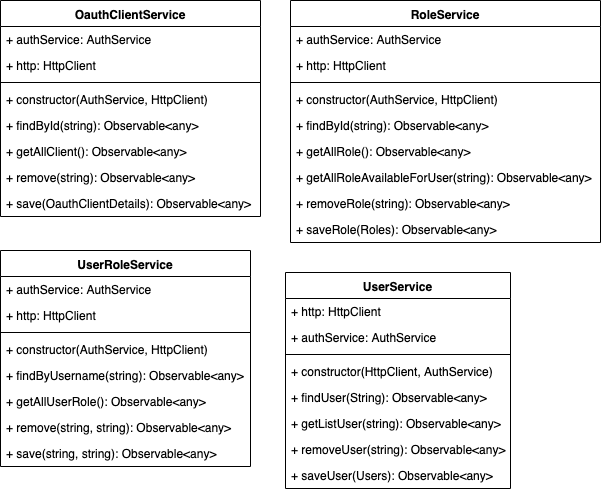 OauthClientService
+ authService: AuthService
+ http: HttpClient
+ constructor(AuthService, HttpClient)
+ findById(string): Observable<any>
+ getAllClient(): Observable<any>
+ remove(string): Observable<any>
+ save(OauthClientDetails): Observable<any>
RoleService
+ authService: AuthService
+ http: HttpClient
+ constructor(AuthService, HttpClient)
+ findById(string): Observable<any>
+ getAllRole(): Observable<any>
+ getAllRoleAvailableForUser(string): Observable<any>
+ removeRole(string): Observable<any>
+ saveRole(Roles): Observable<any>
UserRoleService
+ authService: AuthService
+ http: HttpClient
+ constructor(AuthService, HttpClient)
+ findByUsername(string): Observable<any>
+ getAllUserRole(): Observable<any>
+ remove(string, string): Observable<any>
+ save(string, string): Observable<any>
UserService
+ http: HttpClient
+ authService: AuthService
+ constructor(HttpClient, AuthService)
+ findUser(String): Observable<any>
+ getListUser(string): Observable<any>
+ removeUser(string): Observable<any>
+ saveUser(Users): Observable<any>